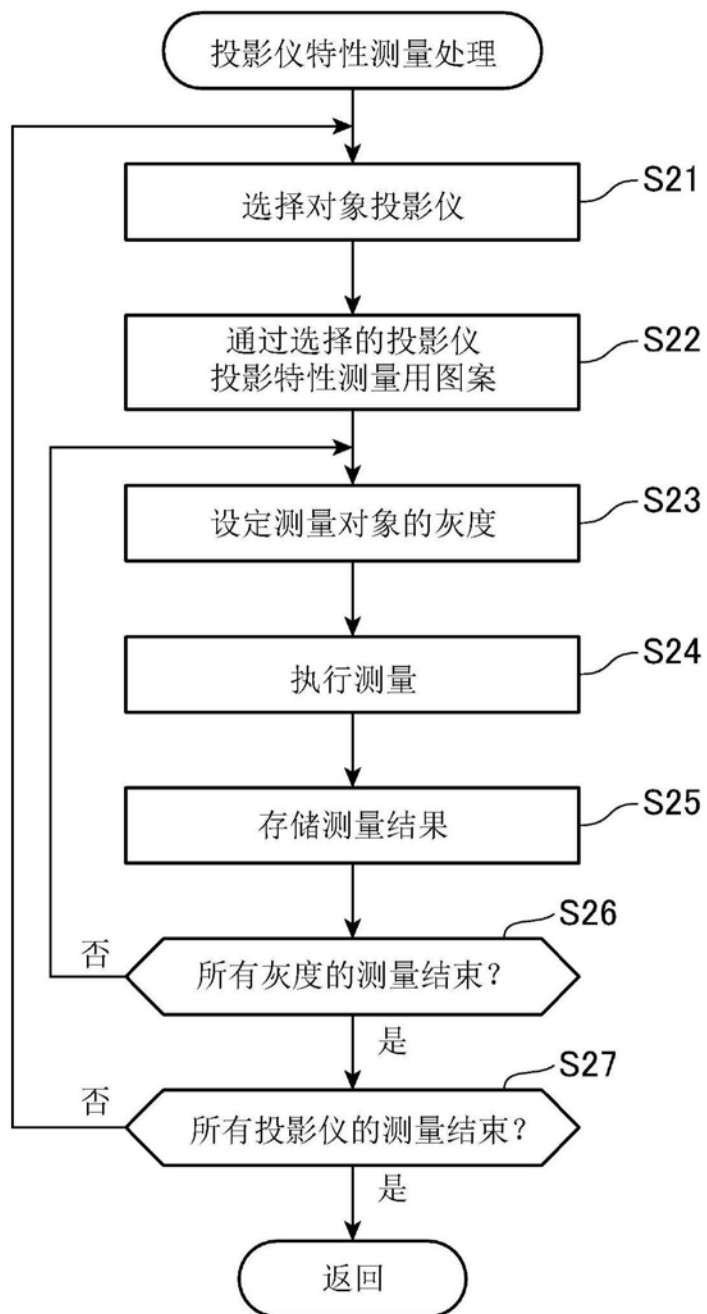 投影仪特性测量处理
选择对象投影仪
S21
通过选择的投影仪
投影特性测量用图案
S22
设定测量对象的灰度
S23
执行测量
S24
存储测量结果
S25
所有灰度的测量结束？
S26
否
是
所有投影仪的测量结束？
S27
否
是
返回